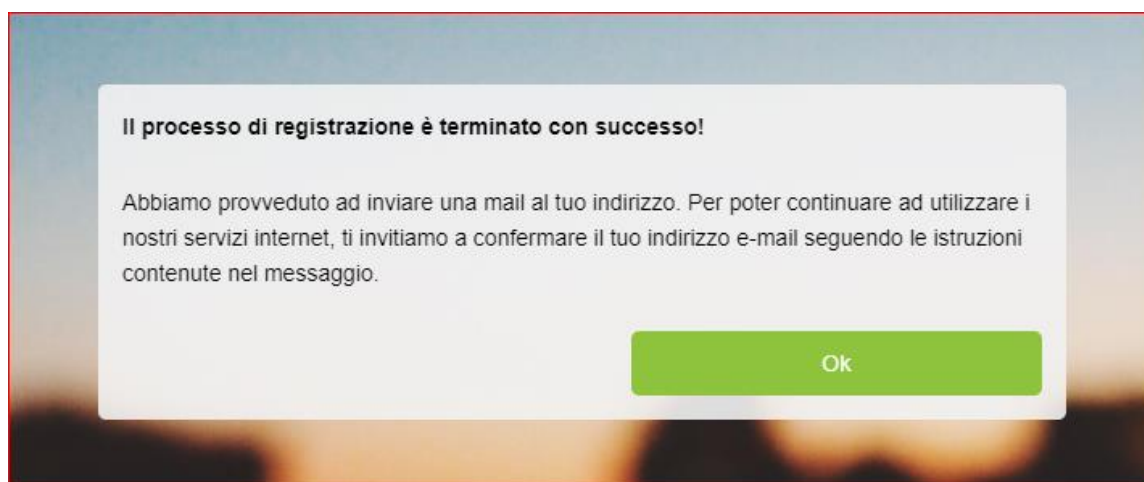 Il processo di registrazione è terminato con successo!
Abbiamo provveduto ad inviare una mail al tuo indirizzo. Per poter continuare ad utilizzare i
nostri servizi internet, ti invitiamo a confermare il tuo indirizzo e-mail seguendo le istruzioni
contenute nel messaggio.
Ok